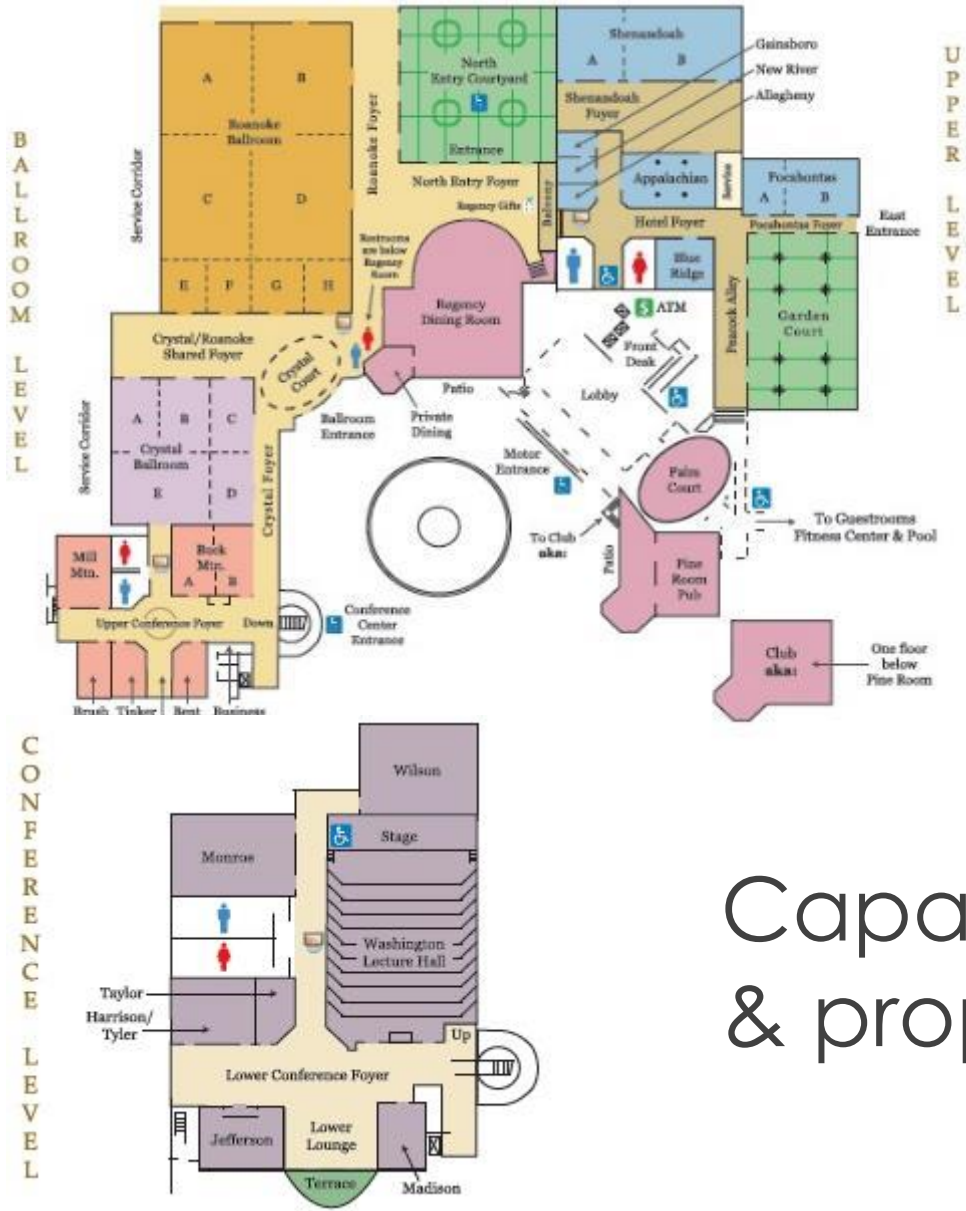 BALLROOM LEVEL
UPPER LEVEL
A
B
Roanoke
Ballroom
C
D
E
F
G
H
Service Corridor
Roanoke Foyer
North
Entry Courtyard
Entrance
North Entry Foyer
Regency Gifts
Balcony
Shenandoah
A
B
Shenandoah
Foyer
Gainsboro
New River
Allegheny
Appalachian
Service
Pocahontas
A
B
Pocahontas Foyer
East
Entrance
Hotel Foyer
Blue
Ridge
Peacock Alley
Garden
Court
ATM
Front
Desk
Lobby
Restrooms
are below
Regency
Room
Regency
Dining Room
Crystal/Roanoke
Shared Foyer
Crystal
Court
Patio
Private
Dining
Ballroom
Entrance
Motor
Entrance
Service Corridor
A
B
C
Crystal
Ballroom
E
D
Crystal Foyer
Palm
Court
To Guestrooms
Fitness Center & Pool
To Club
aka:
Patio
Pine
Room
Pub
Mill
Mtn.
Buck
Mtn.
A
B
Upper Conference Foyer
Down
Conference
Center
Entrance
Club
aka:
One floor
below
Pine Room
Brush
Tinker
Bent
Business
CONFERENCE LEVEL
Wilson
Stage
Monroe
Washington
Lecture Hall
Taylor
Harrison/
Tyler
Up
Lower Conference Foyer
Jefferson
Lower
Lounge
Terrace
Madison
Capa
& prop